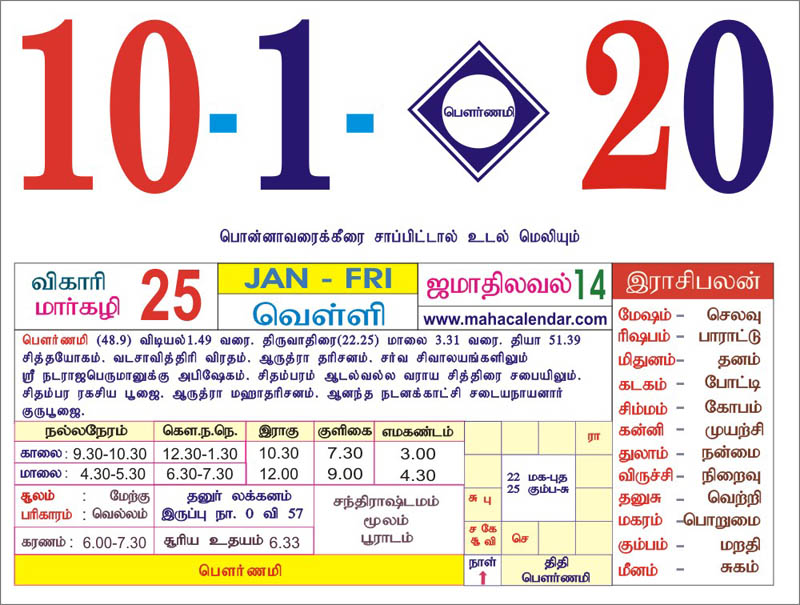 10-1- பௌர்ணமி 20
பொன்னாவரைக்கீரை சாப்பிட்டால் உடல் மெலியும்
விகாரி
மார்கழி 25
JAN - FRI
வெள்ளி
ஜமாதிலவல் 14
www.mahacalendar.com
பௌர்ணமி (48.9) விடியல்1.49 வரை. திருவாதிரை(22.25) மாலை 3.31 வரை. தியா 51.39
சித்தயோகம். வடசாவித்திரி விரதம். ஆருத்ரா தரிசனம். சர்வ சிவாலயங்களிலும்
ஸ்ரீ நடராஜபெருமானுக்கு அபிஷேகம். சிதம்பரம் ஆடல்வல்ல வராய சித்திரை சபையிலும்.
சிதம்பர ரகசிய பூஜை. ஆருத்ரா மஹாதரிசனம். ஆனந்த நடனக்காட்சி சடையநாயனார்
குருபூஜை.
நல்லநேரம் கௌ.ந.நெ. இராகு குளிகை எமகண்டம்
காலை : 9.30-10.30 12.30-1.30 10.30 7.30 3.00
மாலை : 4.30-5.30 6.30-7.30 12.00 9.00 4.30
சூலம் : மேற்கு
பரிகாரம் : வெல்லம்
தனுர் லக்கனம்
இருப்பு நா. 0 வி 57
சந்திராஷ்டமம்
மூலம்
பூராடம்
கரணம் : 6.00-7.30 சூரிய உதயம் 6.33
பௌர்ணமி
ரா
22 மக-புத
25 கும்ப-சு
சு பு
ச கே
சூ வி
செ
நாள்
↑
திதி
பௌர்ணமி
இராசிபலன்
மேஷம் - செலவு
ரிஷபம் - பாராட்டு
மிதுனம் - தனம்
கடகம் - போட்டி
சிம்மம் - கோபம்
கன்னி - முயற்சி
துலாம் - நன்மை
விருச்சி - நிறைவு
தனுசு - வெற்றி
மகரம் -பொறுமை
கும்பம் - மறதி
மீனம் - சுகம்